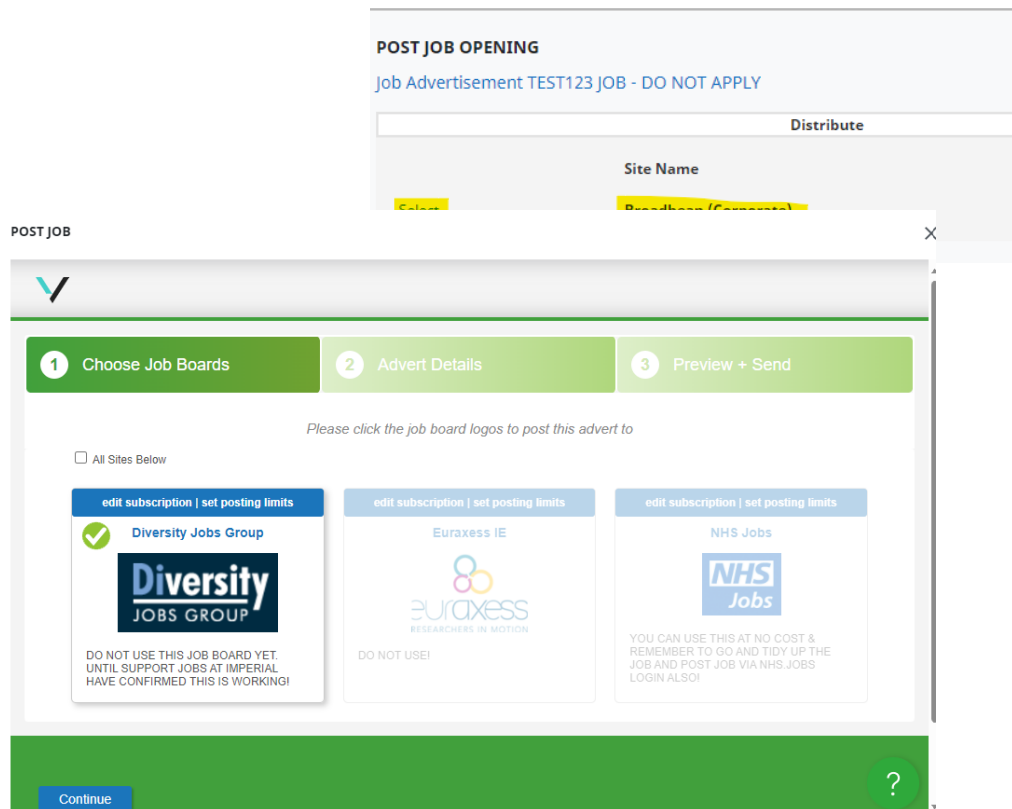 POST JOB OPENING
Job Advertisement TEST123 JOB - DO NOT APPLY
Distribute
Site Name
Select
Broadbean (Corporate)
POST JOB
1 Choose Job Boards
2 Advert Details
3 Preview + Send
Please click the job board logos to post this advert to
All Sites Below
edit subscription | set posting limits
Diversity Jobs Group
Diversity
JOBS GROUP
DO NOT USE THIS JOB BOARD YET.
UNTIL SUPPORT JOBS AT IMPERIAL
HAVE CONFIRMED THIS IS WORKING!
edit subscription | set posting limits
Euraxess IE
euraxess
RESEARCHERS IN MOTION
DO NOT USE!
edit subscription | set posting limits
NHS Jobs
NHS
Jobs
YOU CAN USE THIS AT NO COST &
REMEMBER TO GO AND TIDY UP THE
JOB AND POST JOB VIA NHS.JOBS
LOGIN ALSO!
Continue
?